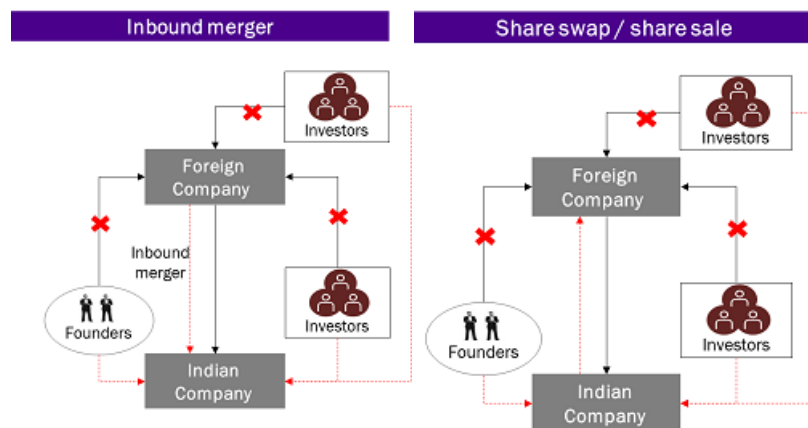 Inbound merger
Investors
Foreign
Company
Inbound
merger
Founders
Investors
Indian
Company
Share swap / share sale
Investors
Foreign
Company
Founders
Investors
Indian
Company